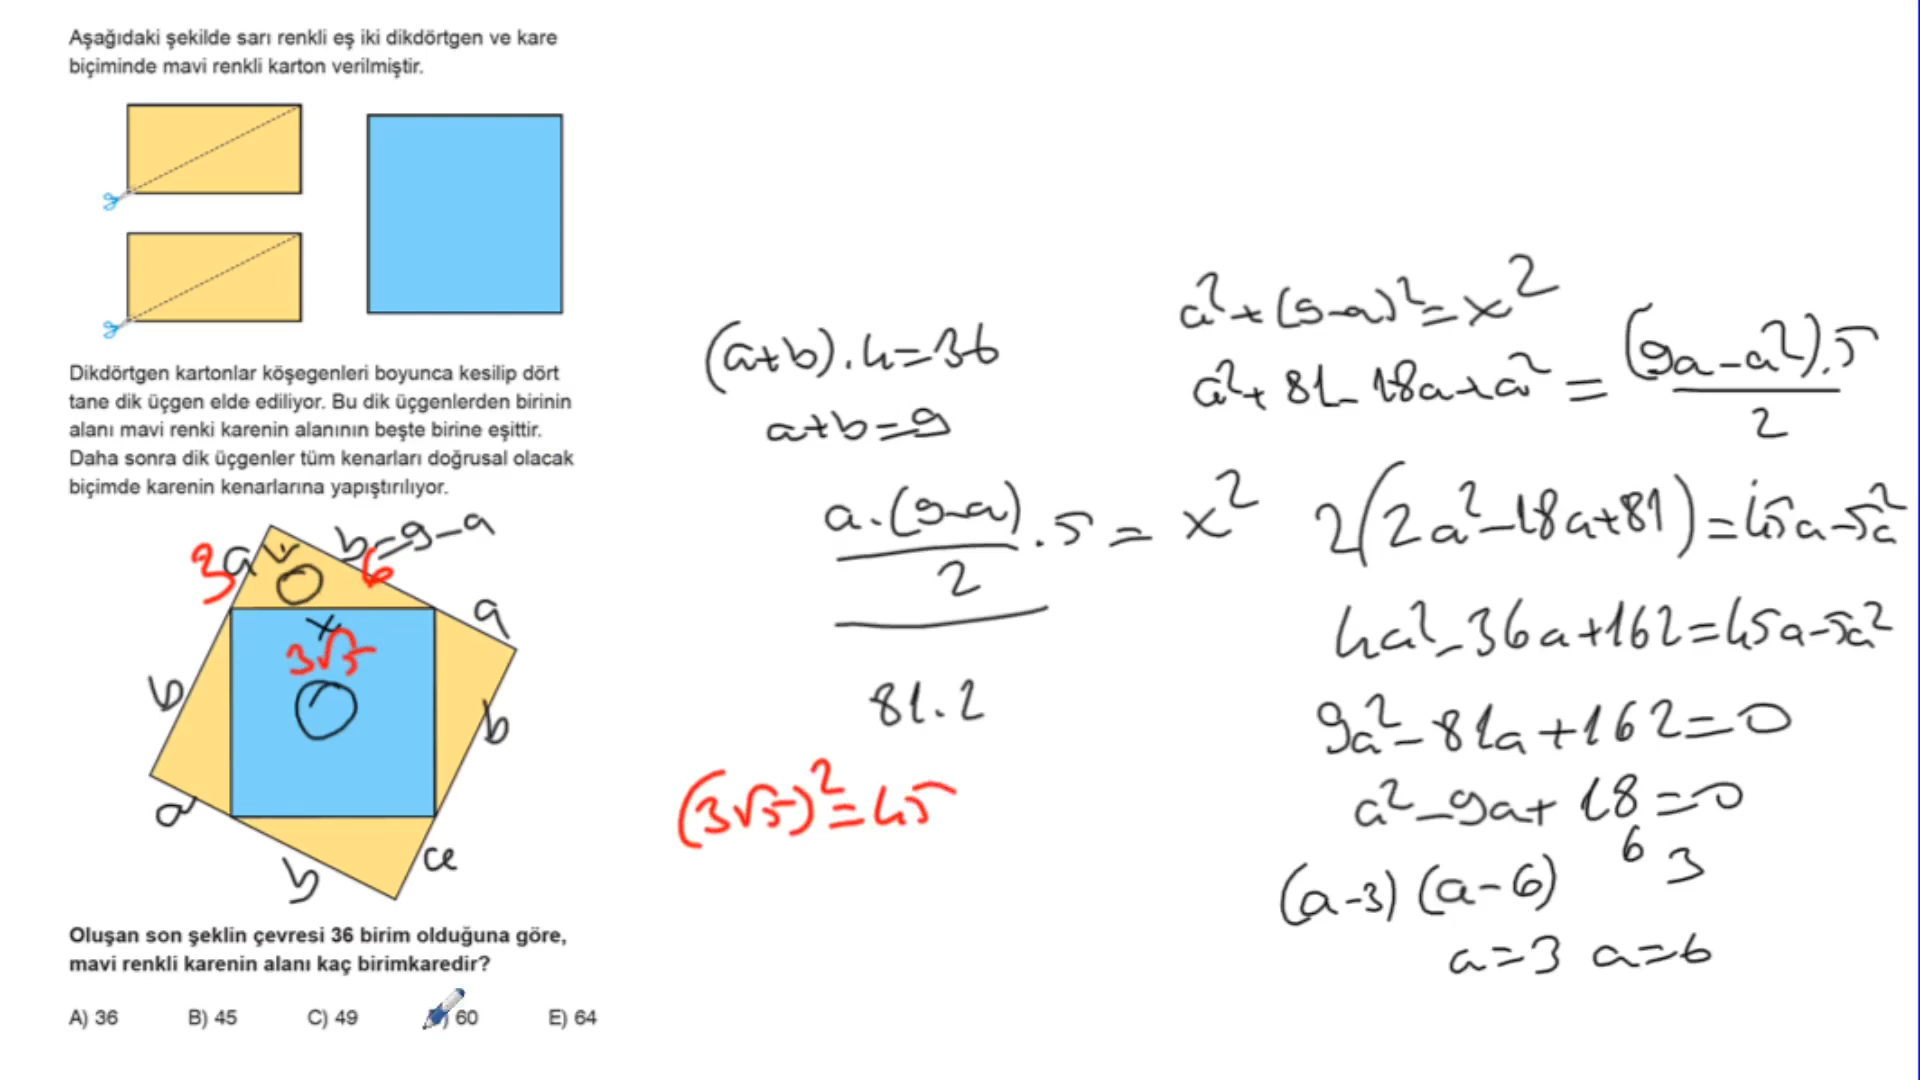 Aşağıdaki şekilde sarı renkli eş iki dikdörtgen ve kare
biçiminde mavi renkli karton verilmiştir.
Dikdörtgen kartonlar köşegenleri boyunca kesilip dört
tane dik üçgen elde ediliyor. Bu dik üçgenlerden birinin
alanı mavi renki karenin alanının beşte birine eşittir.
Daha sonra dik üçgenler tüm kenarları doğrusal olacak
biçimde karenin kenarlarına yapıştırılıyor.
3 a
b=9-a
6
a
x
3√5
b
b
a
a
b
Oluşan son şeklin çevresi 36 birim olduğuna göre,
mavi renkli karenin alanı kaç birimkaredir?
A) 36 B) 45 C) 49 60 E) 64
(a+b).4=36
a+b=9
a.(9-a)/2 .5 = x²
81.2
(3√5)²=45
a²+(9-a)²=x²
a²+81-18a+a² = (9a-a²).5/2
2(2a²-18a+81)=45a-5a²
4a²-36a+162=45a-5a²
9a²-81a+162=0
a²-9a+18=0
6 3
(a-3)(a-6)
a=3 a=6